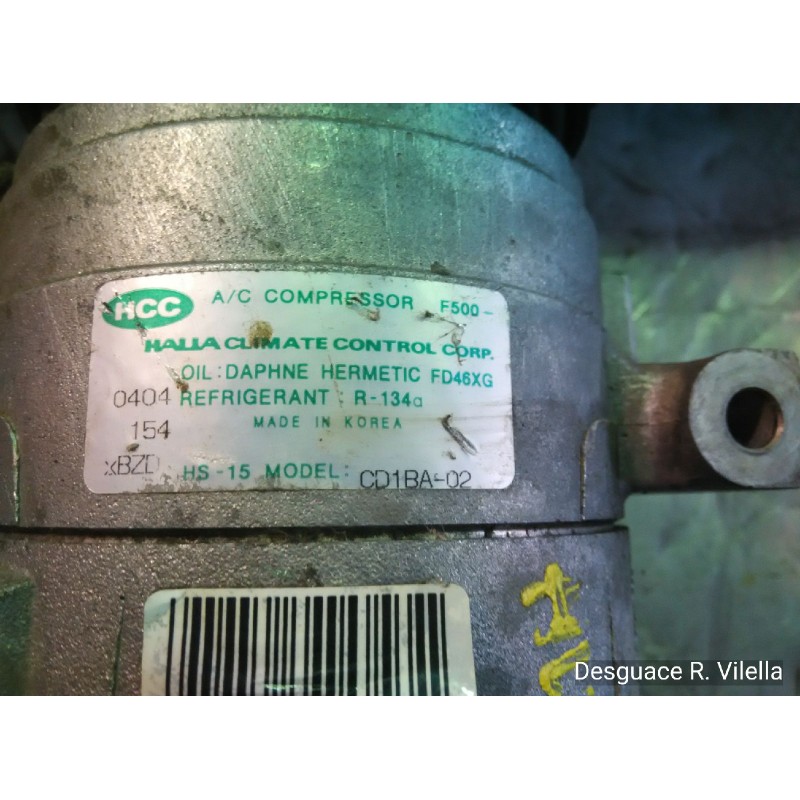 HCC A/C COMPRESSOR F500-
HALLA CLIMATE CONTROL CORP.
OIL: DAPHNE HERMETIC FD46XG
0404 REFRIGERANT: R-134a
154 MADE IN KOREA
xBZD HS-15 MODEL: CD1BA-02
Desguace R. Vilella